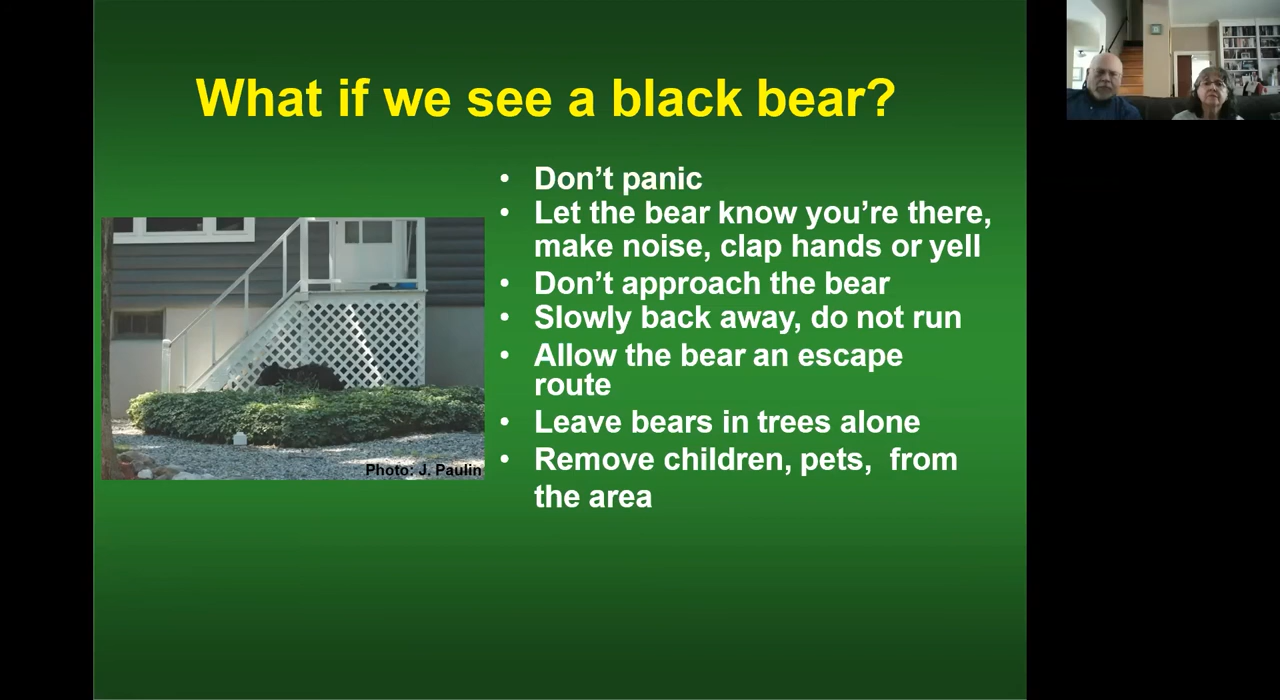 What if we see a black bear?
• Don’t panic
• Let the bear know you’re there,
make noise, clap hands or yell
• Don’t approach the bear
• Slowly back away, do not run
• Allow the bear an escape
route
• Leave bears in trees alone
• Remove children, pets,  from
the area
Photo: J. Paulin